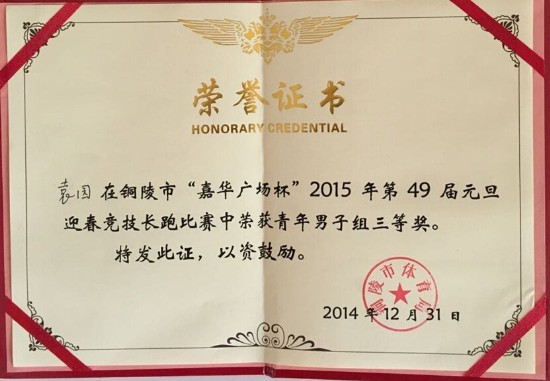 荣誉证书
HONORARY CREDENTIAL
袁园 在铜陵市“嘉华广场杯”2015 年第 49 届元旦
迎春竞技长跑比赛中荣获青年男子组三等奖。
特发此证，以资鼓励。
铜陵市体育局
2014 年 12 月 31 日